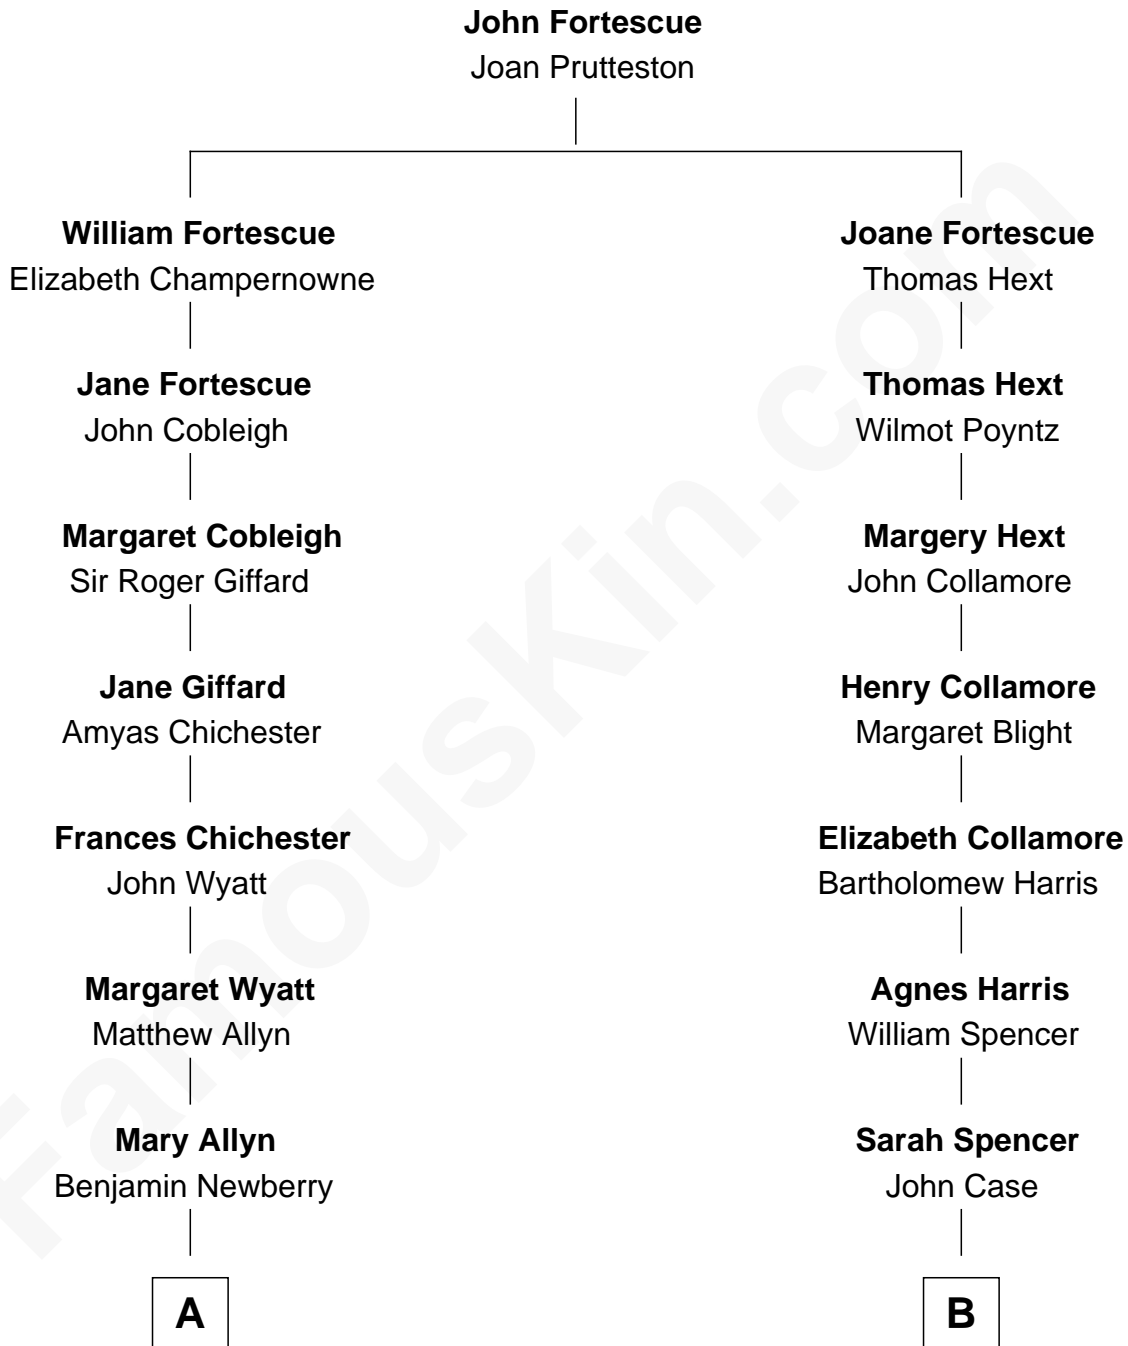 John Fortescue
Joan Prutteston
William Fortescue
Elizabeth Champernowne
Joane Fortescue
Thomas Hext
Jane Fortescue
John Cobleigh
Thomas Hext
Wilmot Poyntz
Margaret Cobleigh
Sir Roger Giffard
Margery Hext
John Collamore
Jane Giffard
Amyas Chichester
Henry Collamore
Margaret Blight
Frances Chichester
John Wyatt
Elizabeth Collamore
Bartholomew Harris
Margaret Wyatt
Matthew Allyn
Agnes Harris
William Spencer
Mary Allyn
Benjamin Newberry
Sarah Spencer
John Case
A
B
FamousKin.com